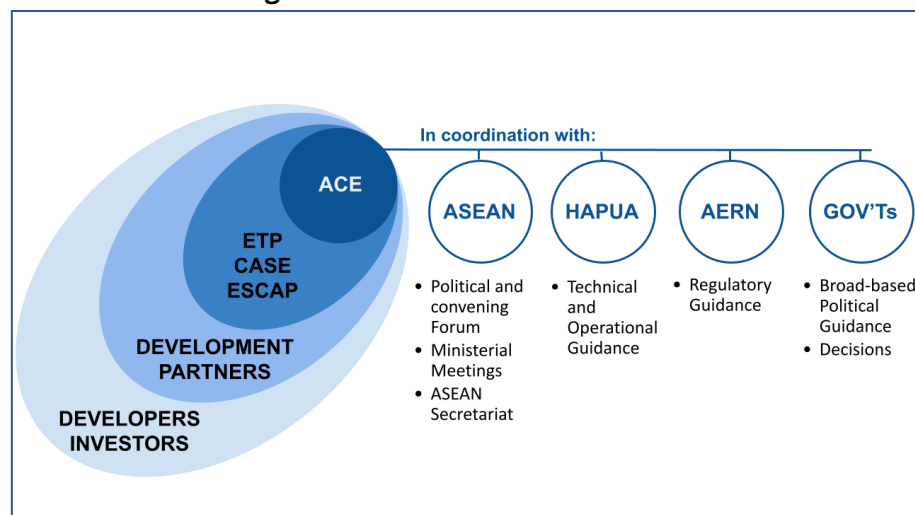 In coordination with:
ACE
ETP
CASE
ESCAP
DEVELOPMENT
PARTNERS
DEVELOPERS
INVESTORS
ASEAN
• Political and
convening
Forum
• Ministerial
Meetings
• ASEAN
Secretariat
HAPUA
• Technical
and
Operational
Guidance
AERN
• Regulatory
Guidance
GOV'Ts
• Broad-based
Political
Guidance
• Decisions